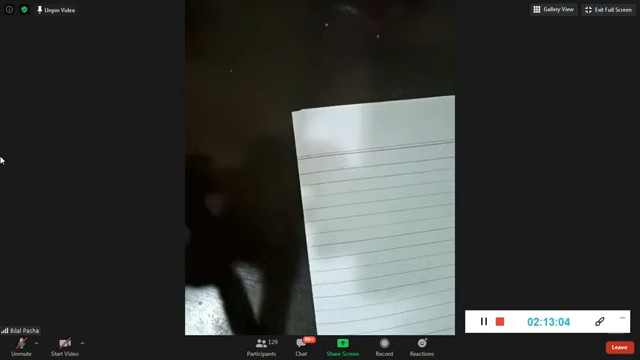 Unpin Video
Gallery View
Exit Full Screen
02:13:04
Bilal Pasha
Unmute
Start Video
129
Participants
99+
Chat
Share Screen
Record
Reactions
Leave